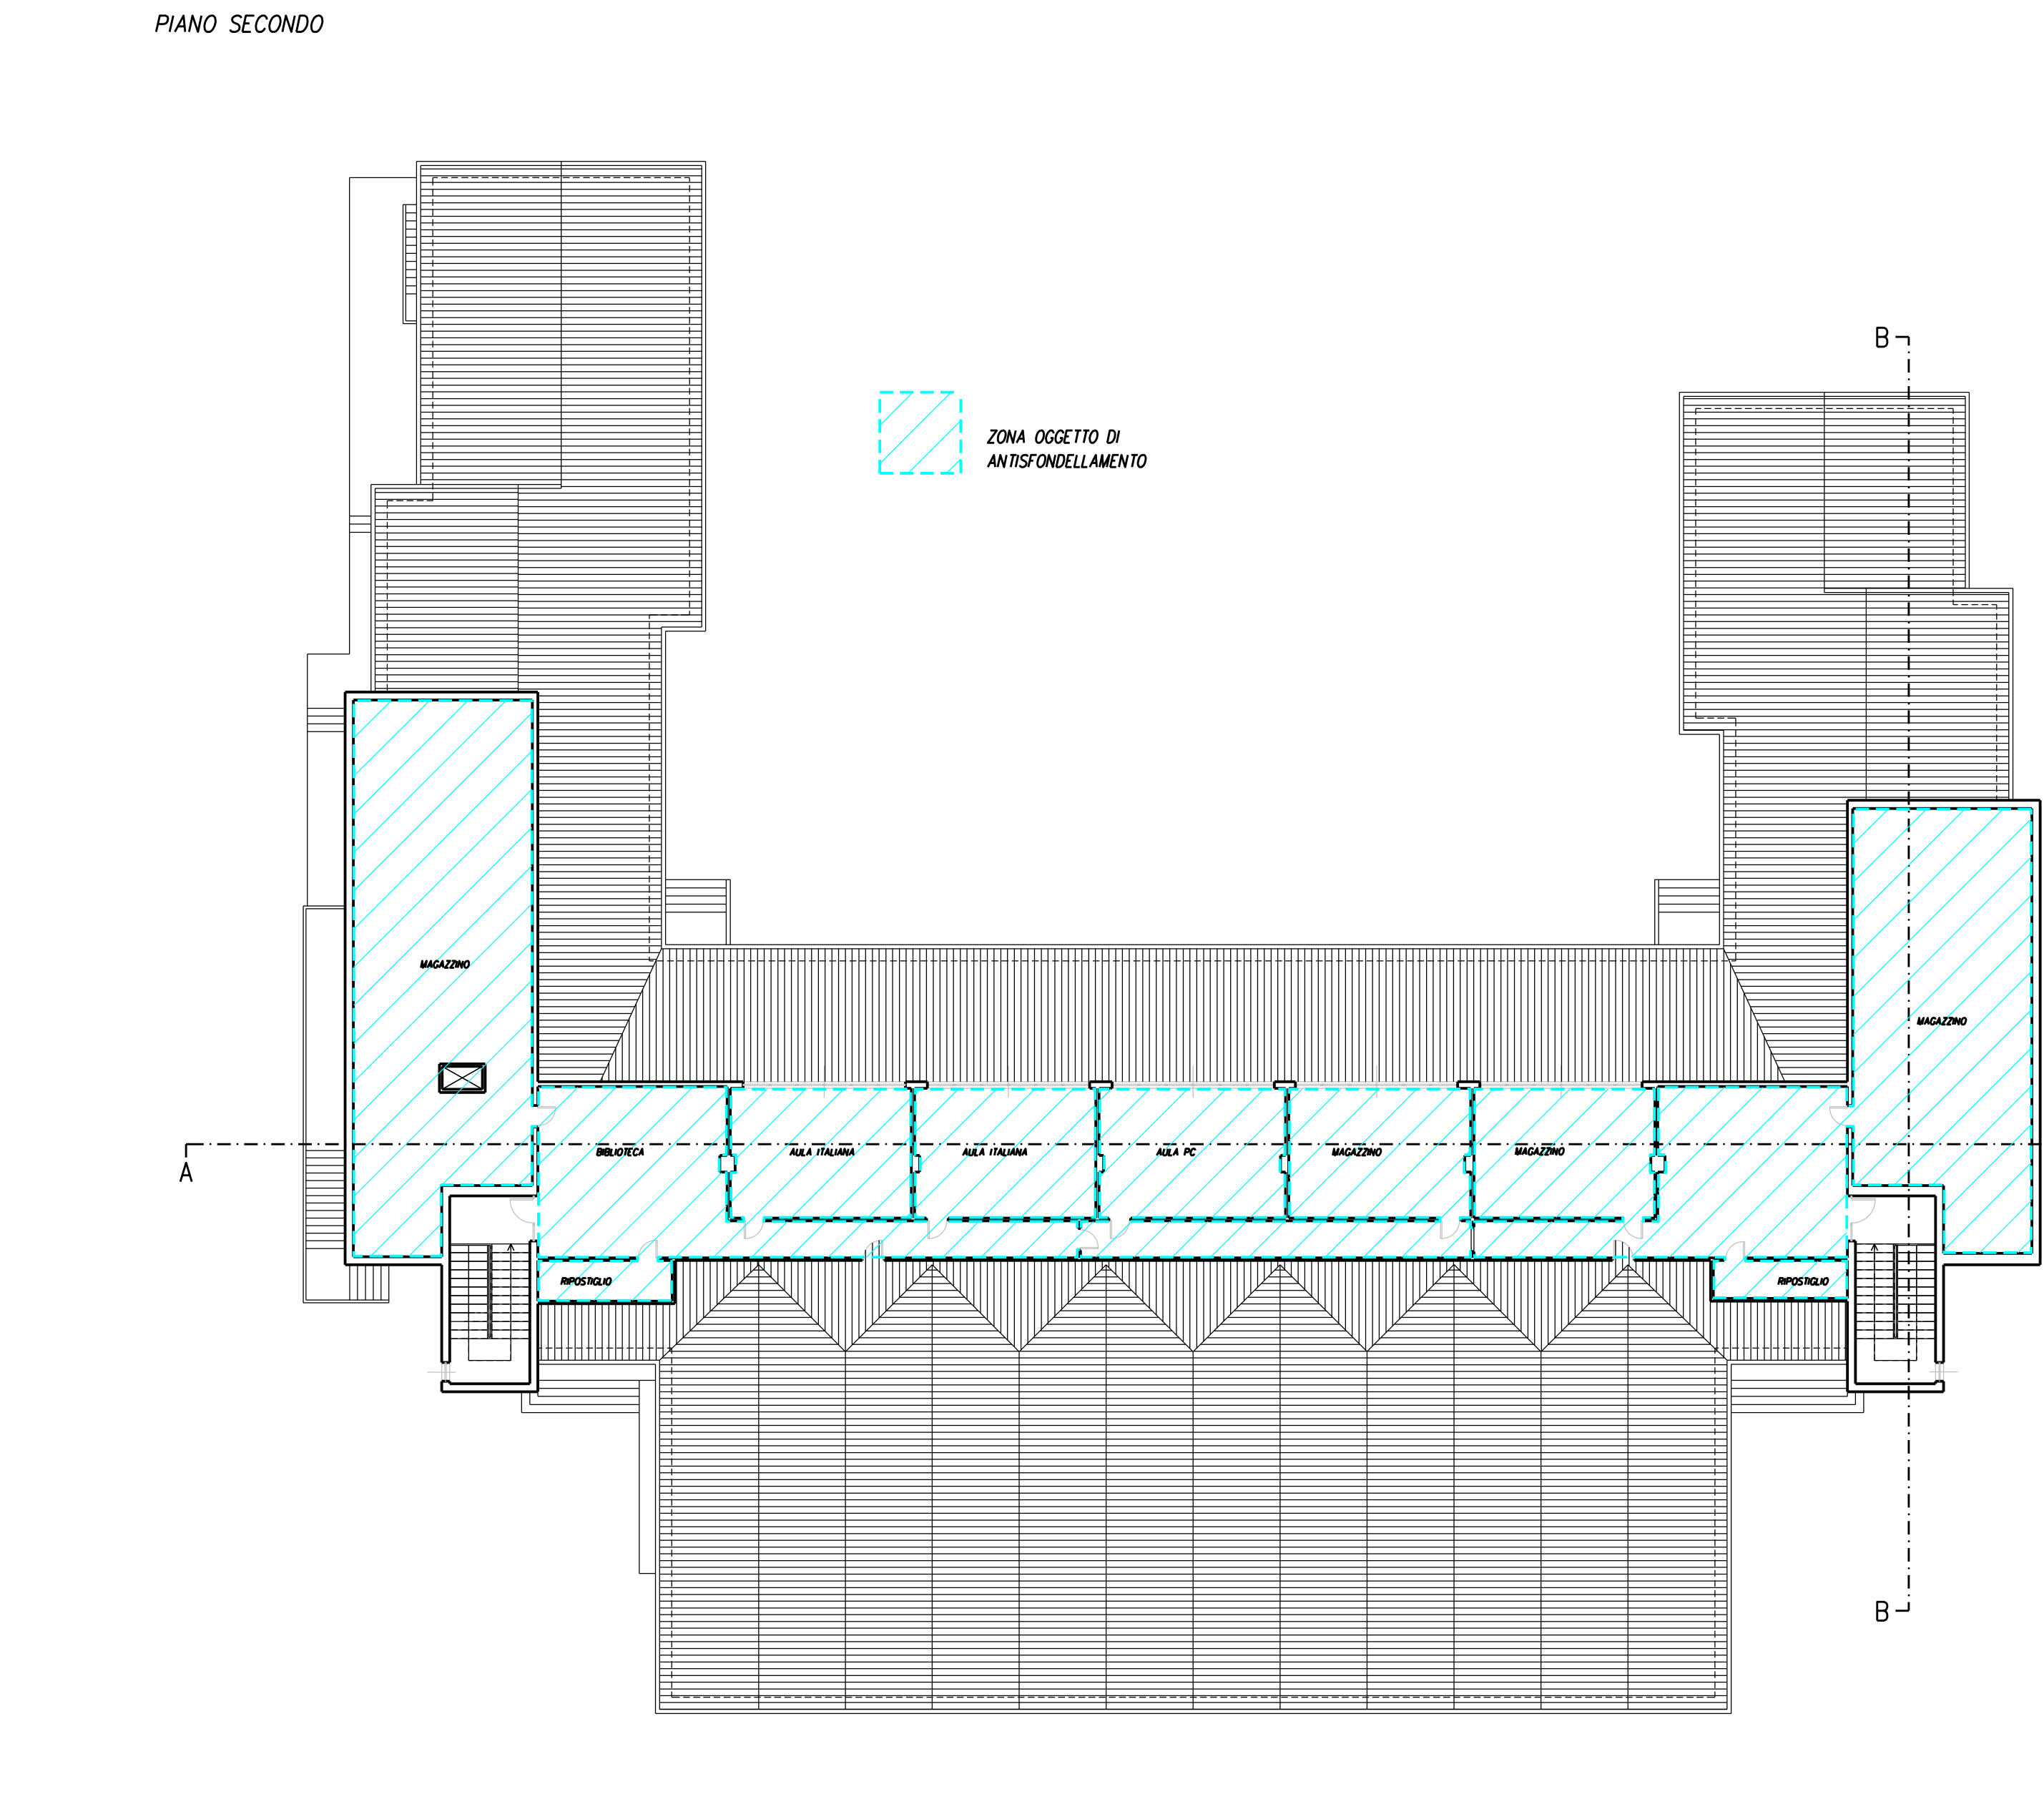 PIANO SECONDO
B
ZONA OGGETTO DI
ANTISFONDELLAMENTO
MAGAZZINO
MAGAZZINO
A
BIBLIOTECA
AULA ITALIANA
AULA ITALIANA
AULA PC
MAGAZZINO
MAGAZZINO
RIPOSTIGLIO
RIPOSTIGLIO
B